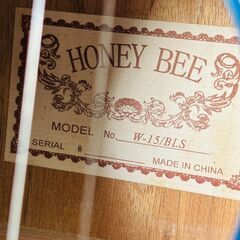 HONEY BEE
MODEL No. W-15/BLS
SERIAL #
MADE IN CHINA